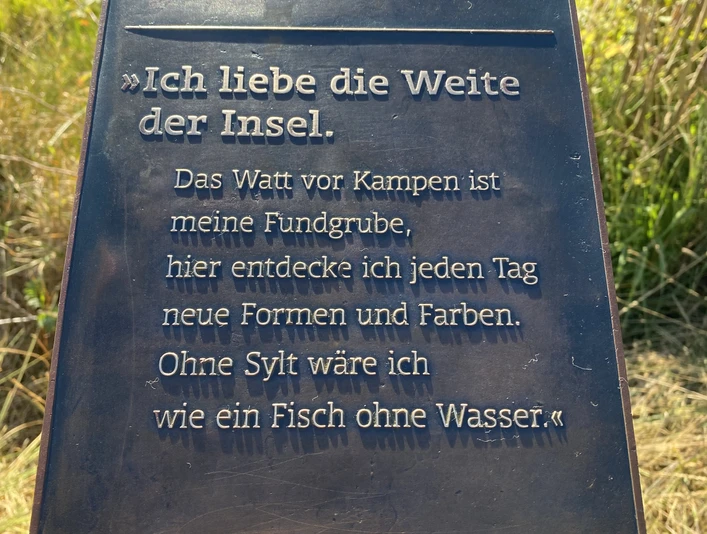 »Ich liebe die Weite
der Insel.
Das Watt vor Kampen ist
meine Fundgrube,
hier entdecke ich jeden Tag
neue Formen und Farben.
Ohne Sylt wäre ich
wie ein Fisch ohne Wasser.«